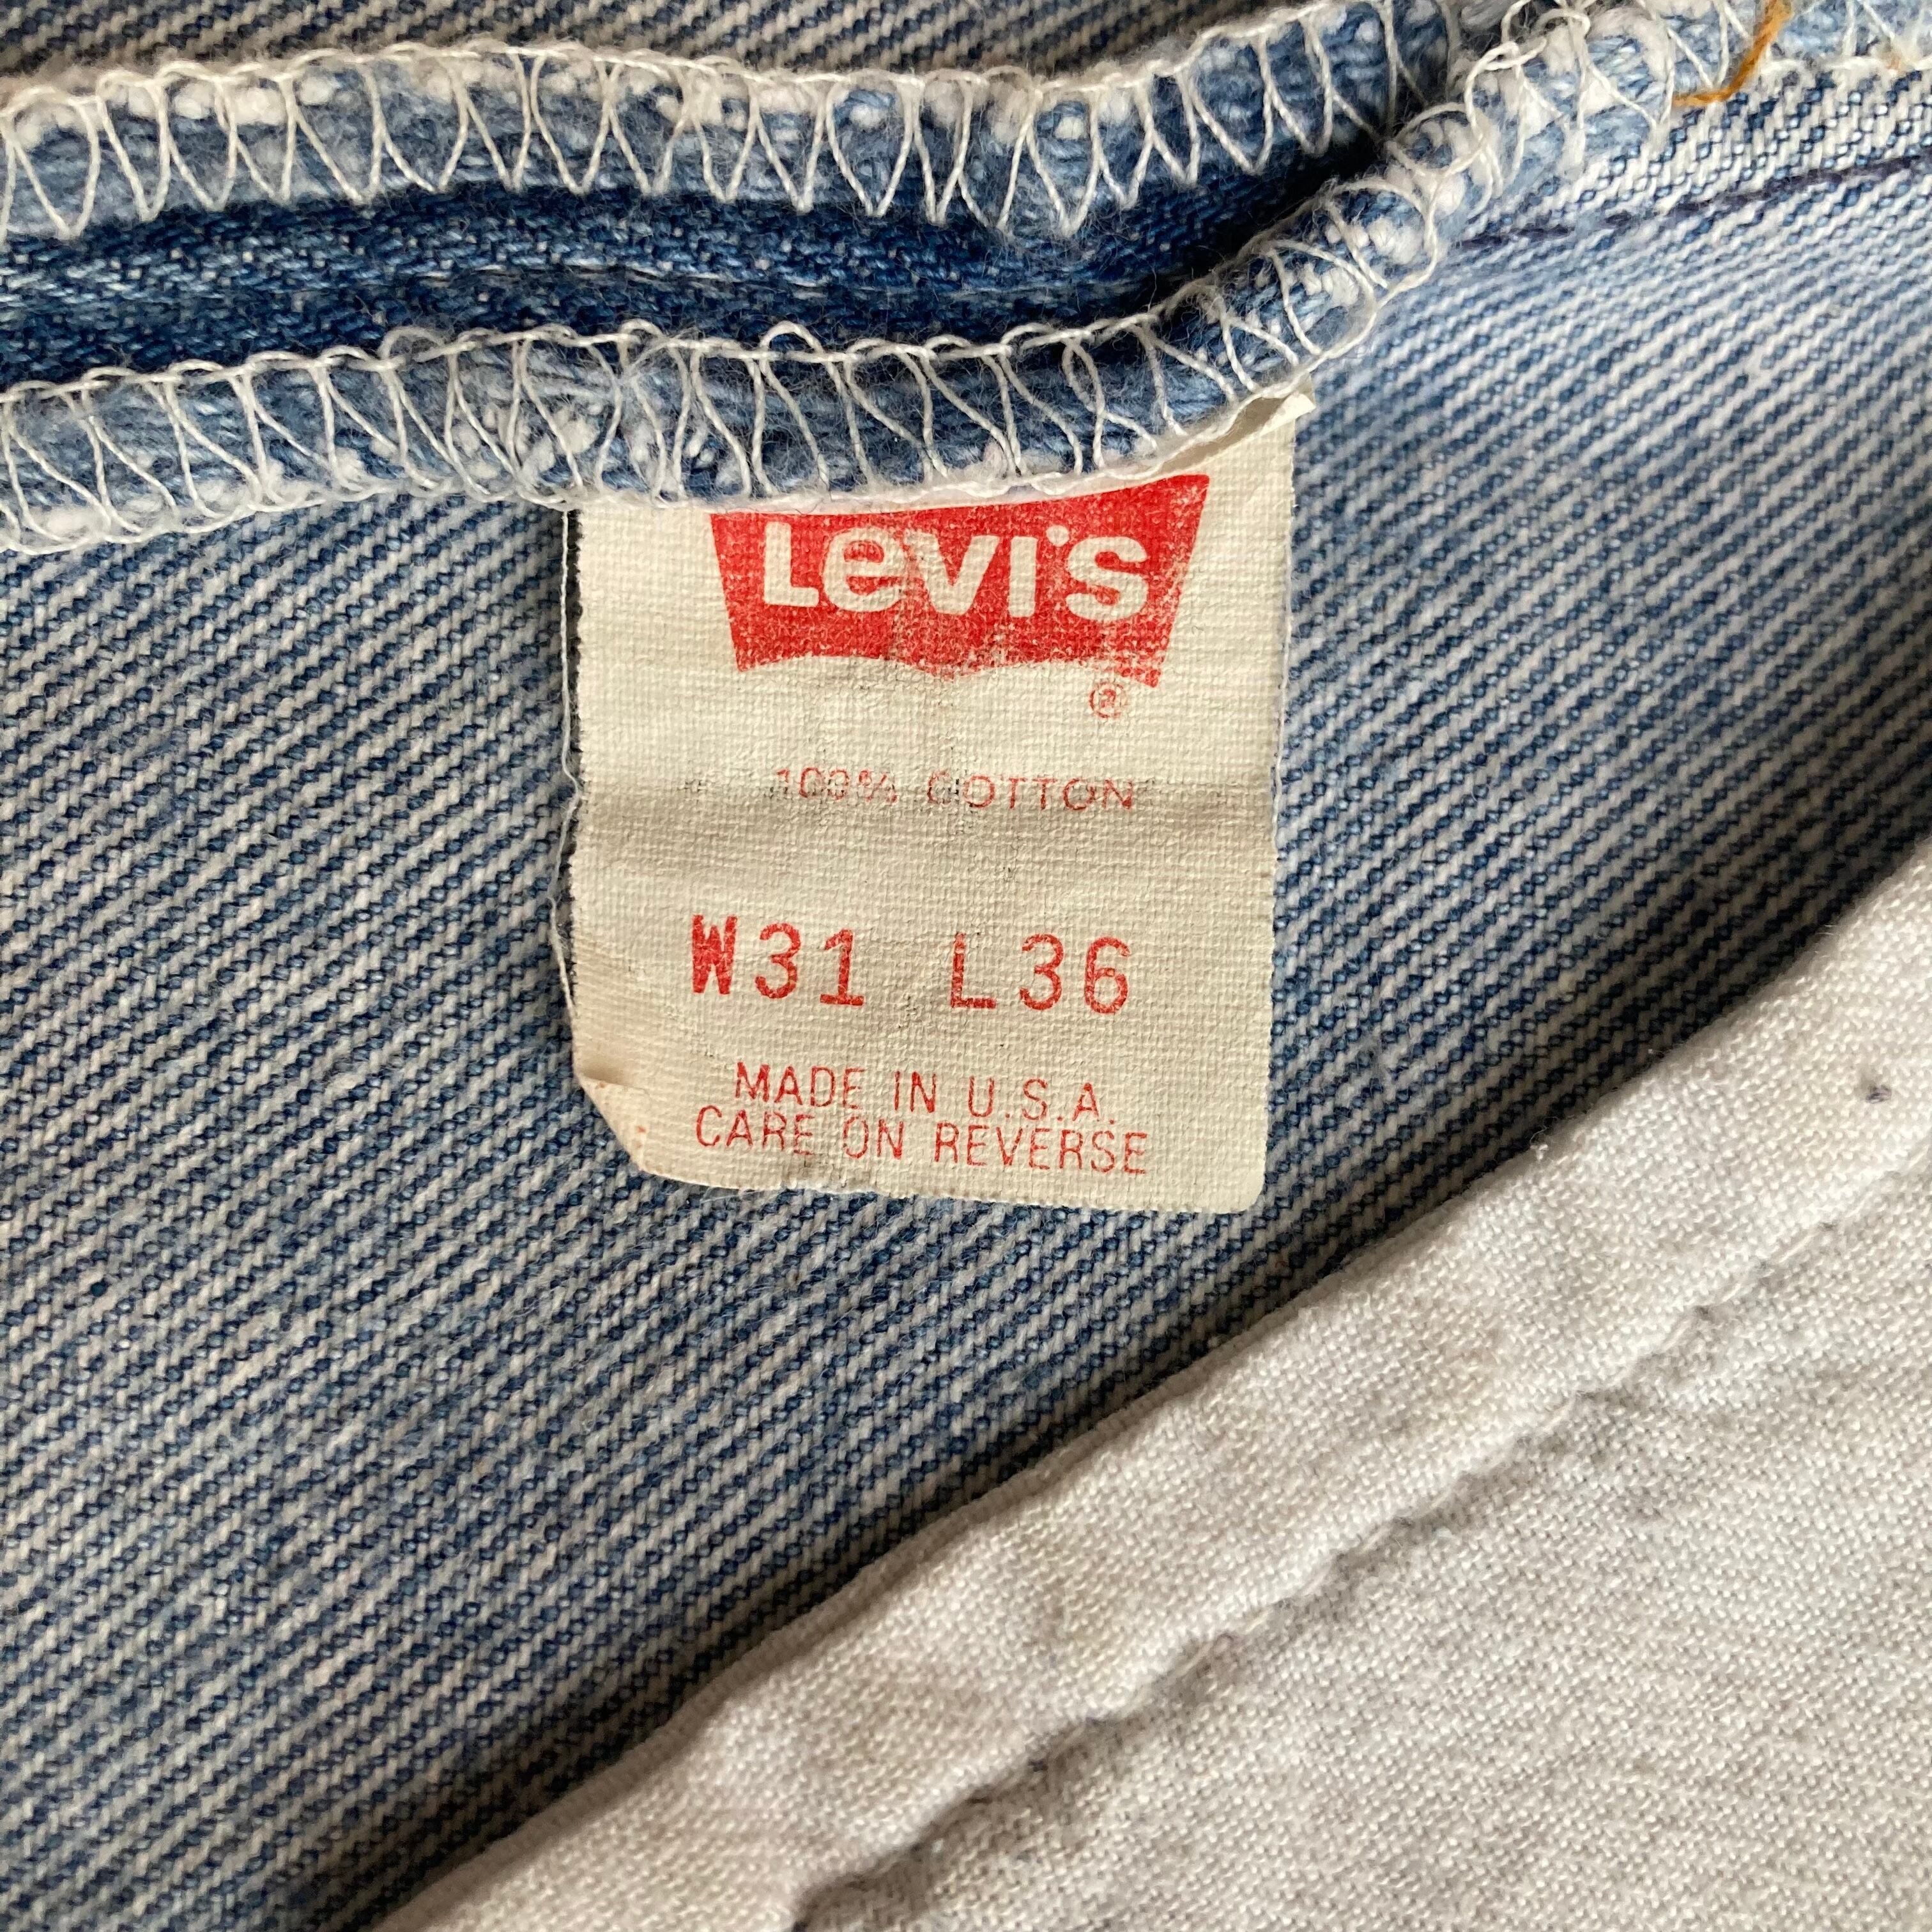 Levi's
®
100% COTTON
W31 L36
MADE IN U.S.A.
CARE ON REVERSE